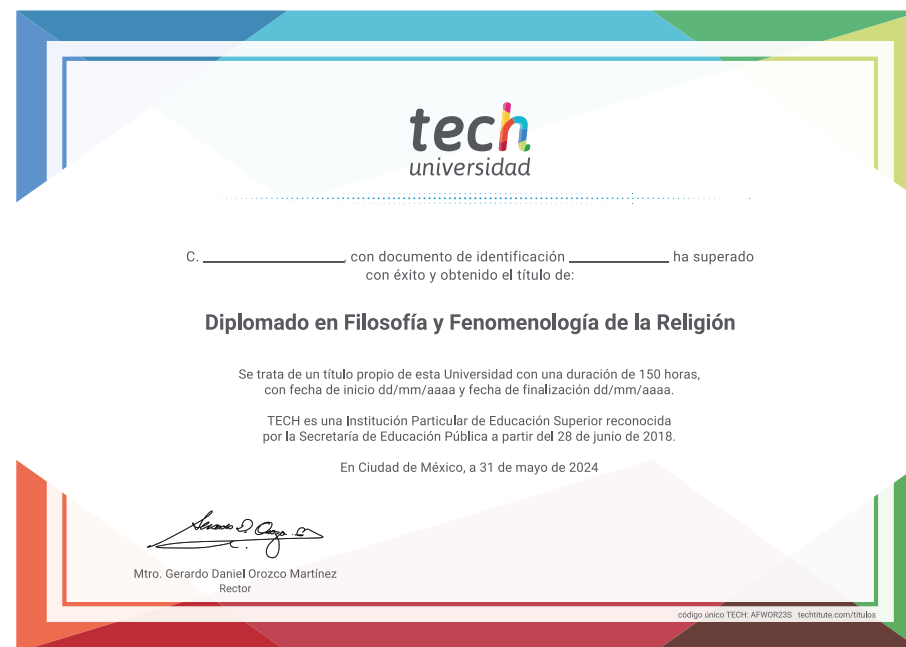 tech
universidad
C. ____________, con documento de identificación ____________ ha superado
con éxito y obtenido el título de:
Diplomado en Filosofía y Fenomenología de la Religión
Se trata de un título propio de esta Universidad con una duración de 150 horas,
con fecha de inicio dd/mm/aaaa y fecha de finalización dd/mm/aaaa.
TECH es una Institución Particular de Educación Superior reconocida
por la Secretaría de Educación Pública a partir del 28 de junio de 2018.
En Ciudad de México, a 31 de mayo de 2024
Mtro. Gerardo Daniel Orozco Martínez
Rector
código único TECH: AFWOR23S techtitute.com/titulos